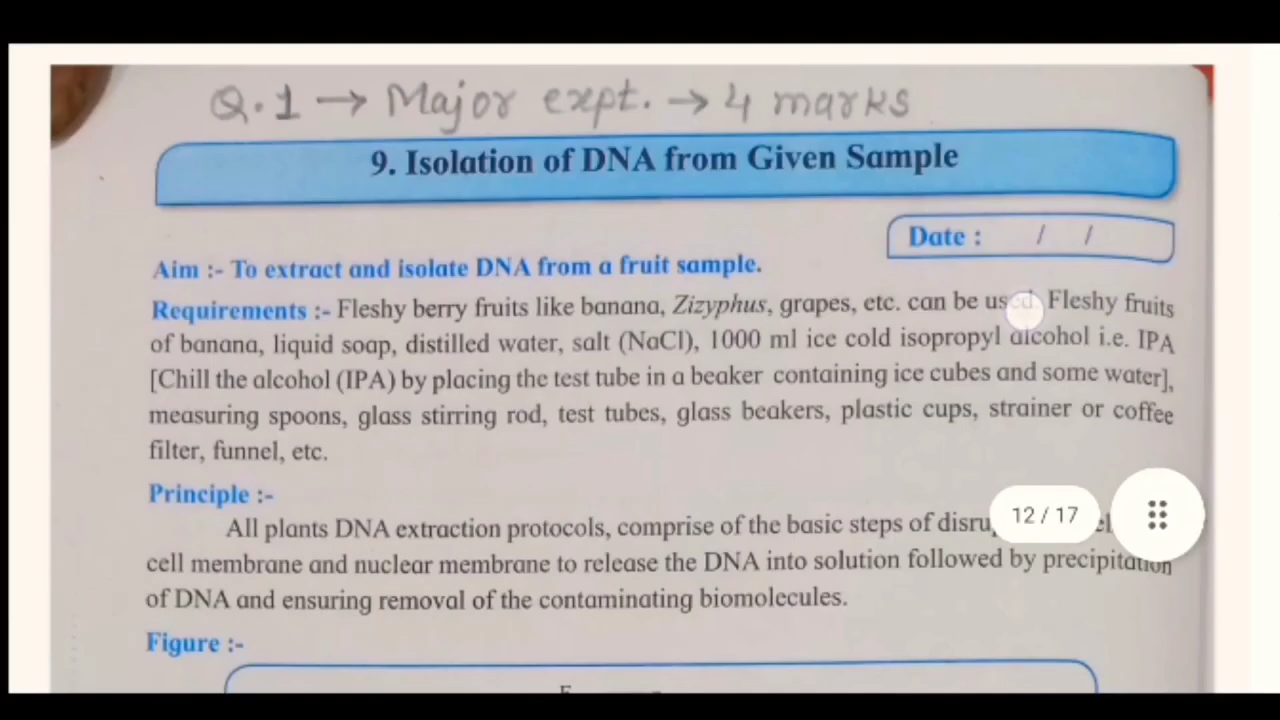 Q.1 → Major expt. → 4 marks
9. Isolation of DNA from Given Sample
Date : / /
Aim :- To extract and isolate DNA from a fruit sample.
Requirements :- Fleshy berry fruits like banana, Zizyphus, grapes, etc. can be used. Fleshy fruits
of banana, liquid soap, distilled water, salt (NaCl), 1000 ml ice cold isopropyl alcohol i.e. IPA
[Chill the alcohol (IPA) by placing the test tube in a beaker containing ice cubes and some water],
measuring spoons, glass stirring rod, test tubes, glass beakers, plastic cups, strainer or coffee
filter, funnel, etc.
Principle :-
12 / 17
All plants DNA extraction protocols, comprise of the basic steps of
cell membrane and nuclear membrane to release the DNA into solution followed by precipitation
of DNA and ensuring removal of the contaminating biomolecules.
Figure :-